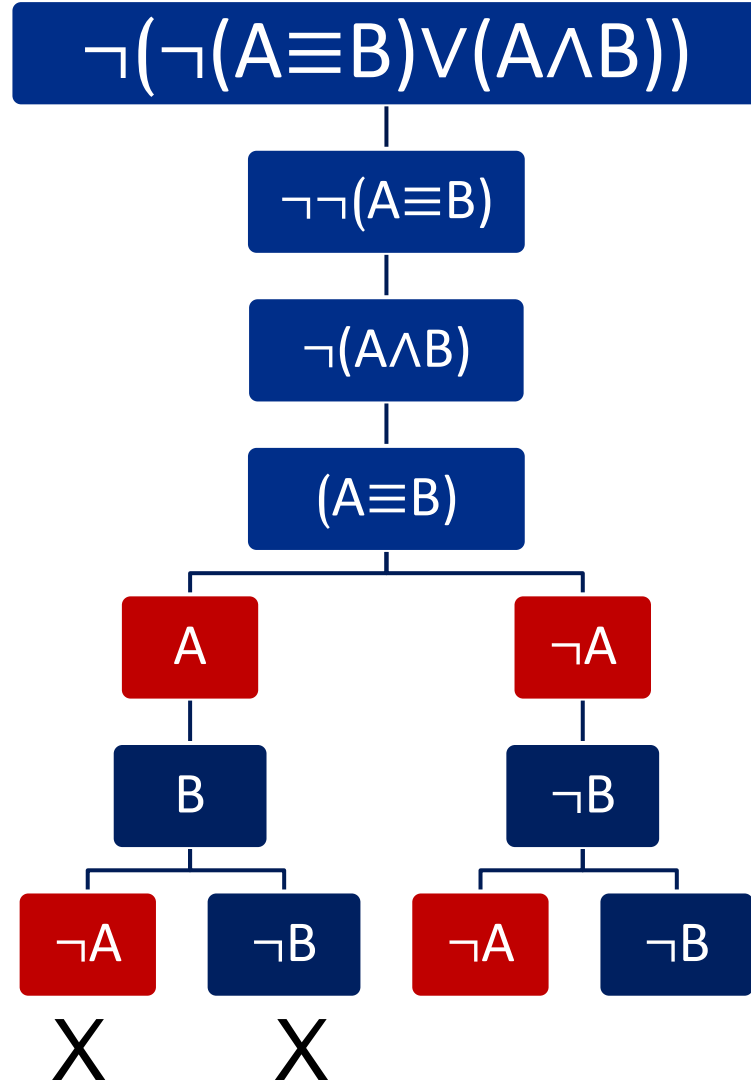 ¬(¬(A≡B)∨(A∧B))
¬¬(A≡B)
¬(A∧B)
(A≡B)
A ¬A
B ¬B
¬A ¬B ¬A ¬B
X X